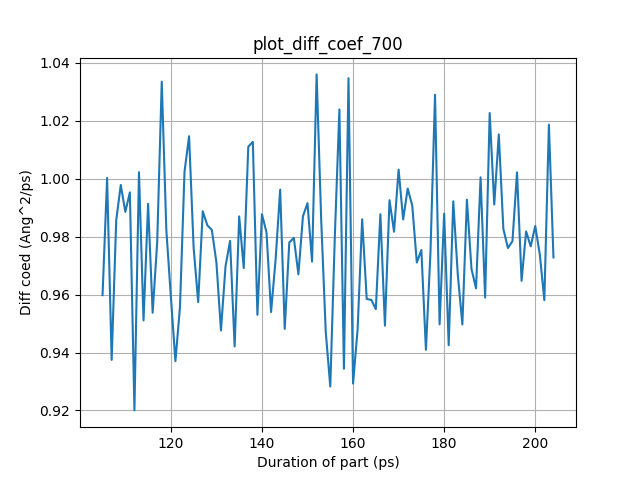 plot_diff_coef_700
Diff coed (Ang^2/ps)
1.04
1.02
1.00
0.98
0.96
0.94
0.92
120 140 160 180 200
Duration of part (ps)